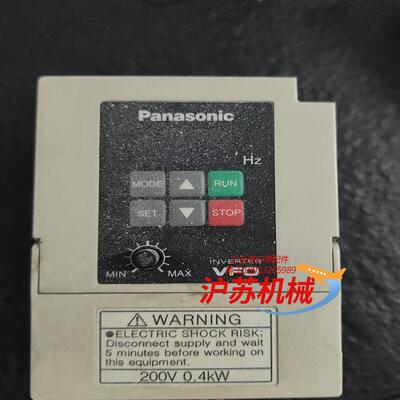 Panasonic
Hz
MODE ▲ RUN
SET ▼ STOP
MIN MAX
INVERTER
沪苏机械
⚠ WARNING
●ELECTRIC SHOCK RISK:
Disconnect supply and wait
5 minutes before working on
this equipment.
200V 0.4kW